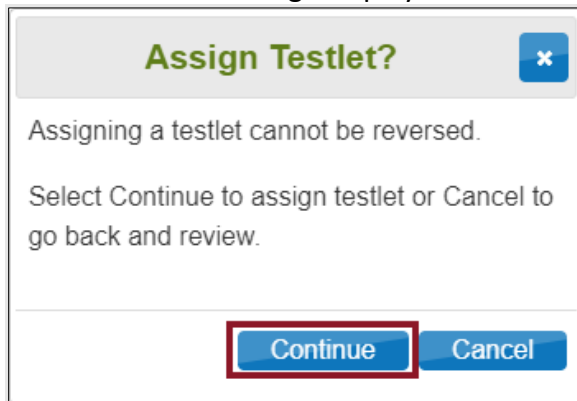 Assign Testlet?
Assigning a testlet cannot be reversed.
Select Continue to assign testlet or Cancel to
go back and review.
Continue Cancel